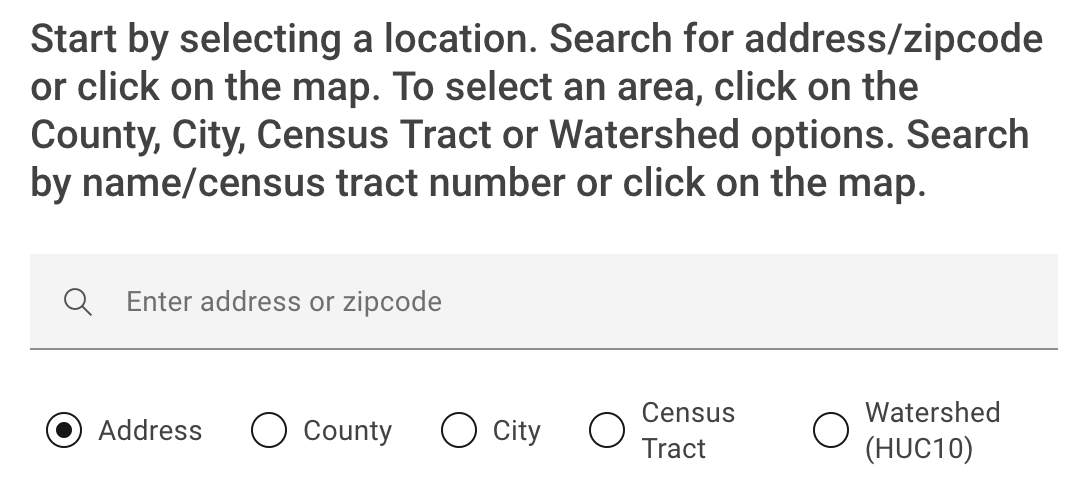 Start by selecting a location. Search for address/zipcode
or click on the map. To select an area, click on the
County, City, Census Tract or Watershed options. Search
by name/census tract number or click on the map.
Enter address or zipcode
Address
County
City
Census
Tract
Watershed
(HUC10)